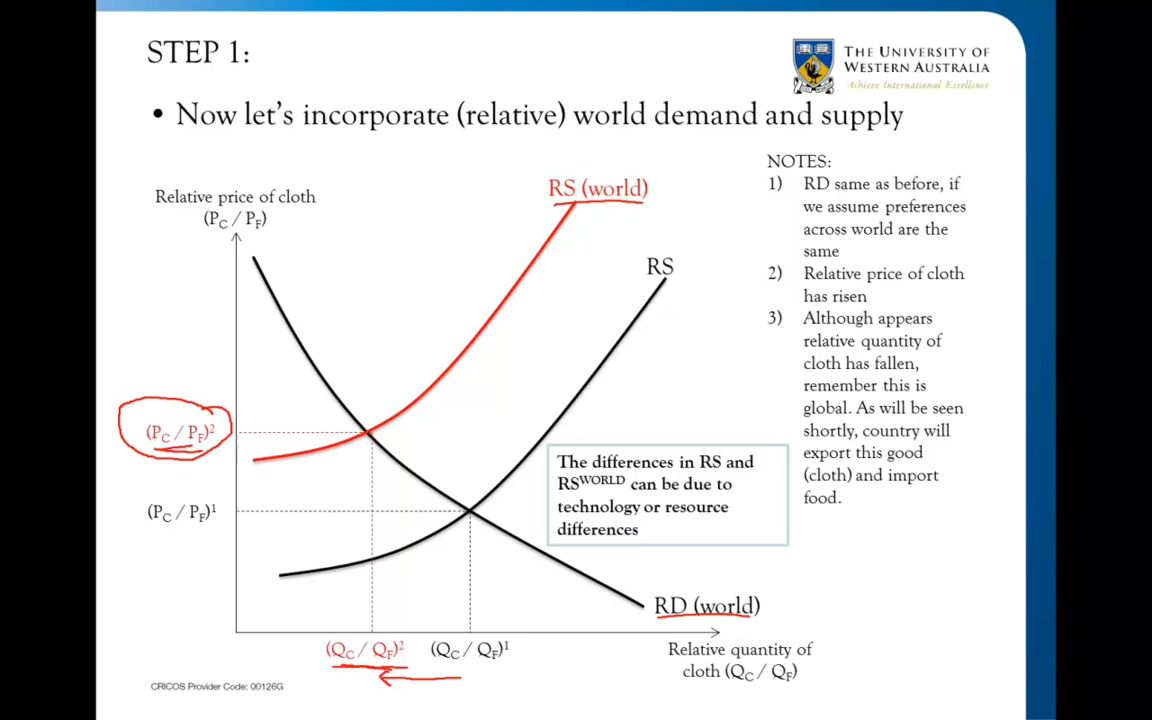 STEP 1:
THE UNIVERSITY OF
WESTERN AUSTRALIA
Achieve International Excellence
• Now let's incorporate (relative) world demand and supply
NOTES:
1) RD same as before, if
we assume preferences
across world are the
same
2) Relative price of cloth
has risen
3) Although appears
relative quantity of
cloth has fallen,
remember this is
global. As will be seen
shortly, country will
export this good
(cloth) and import
food.
Relative price of cloth
(P_C / P_F)
RS (world)
RS
(P_C / P_F)²
(P_C / P_F)¹
The differences in RS and
RS^WORLD can be due to
technology or resource
differences
RD (world)
(Q_C / Q_F)²
(Q_C / Q_F)¹
Relative quantity of
cloth (Q_C / Q_F)
CRICOS Provider Code: 00126G